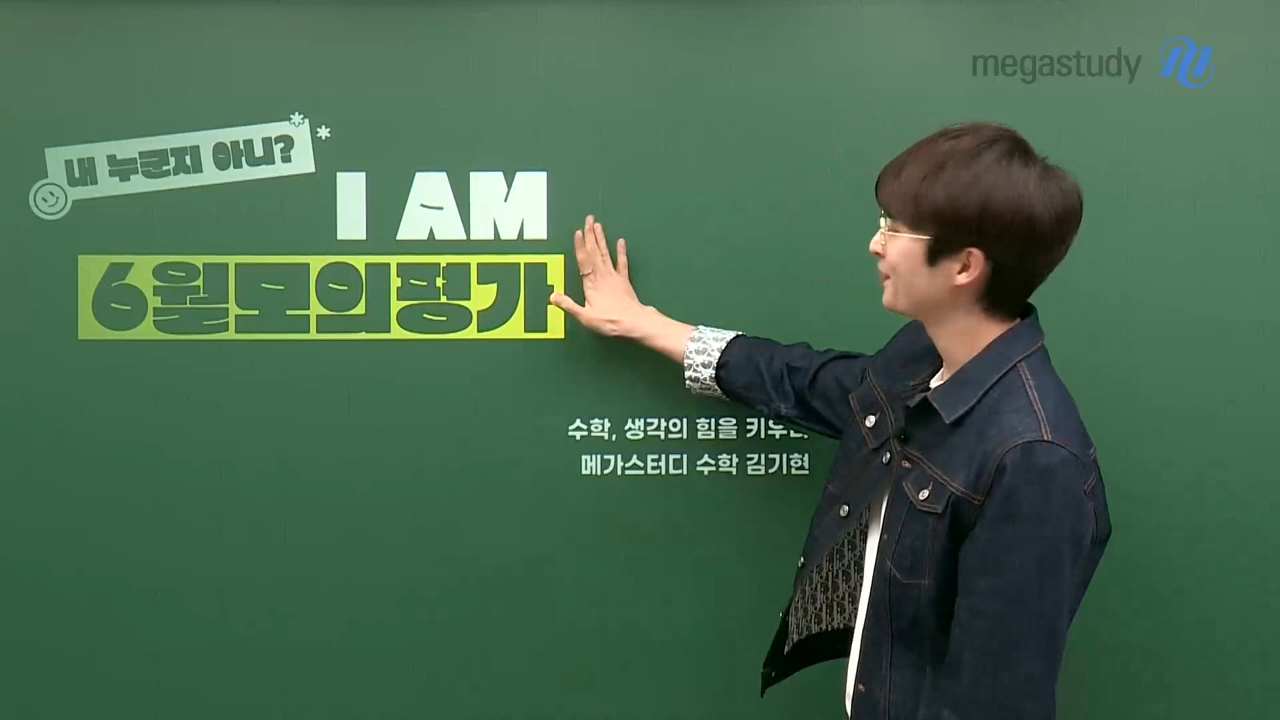 megastudy
내 누군지 아니?
I AM
6월모의평가
수학, 생각의 힘을
메가스터디 수학 김기현